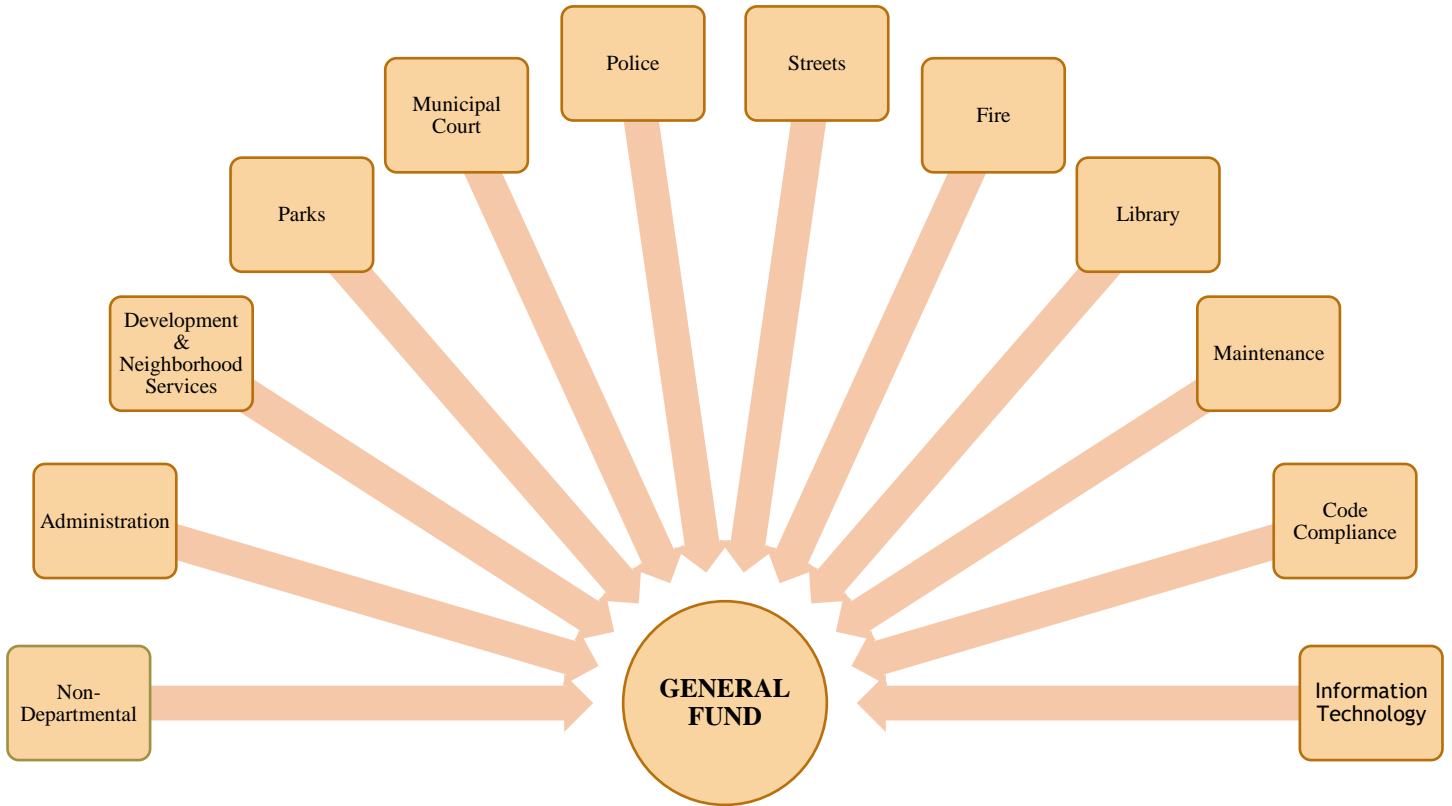 Police
Streets
Municipal
Court
Fire
Parks
Library
Development
&
Neighborhood
Services
Maintenance
Administration
Code
Compliance
Non-
Departmental
GENERAL
FUND
Information
Technology